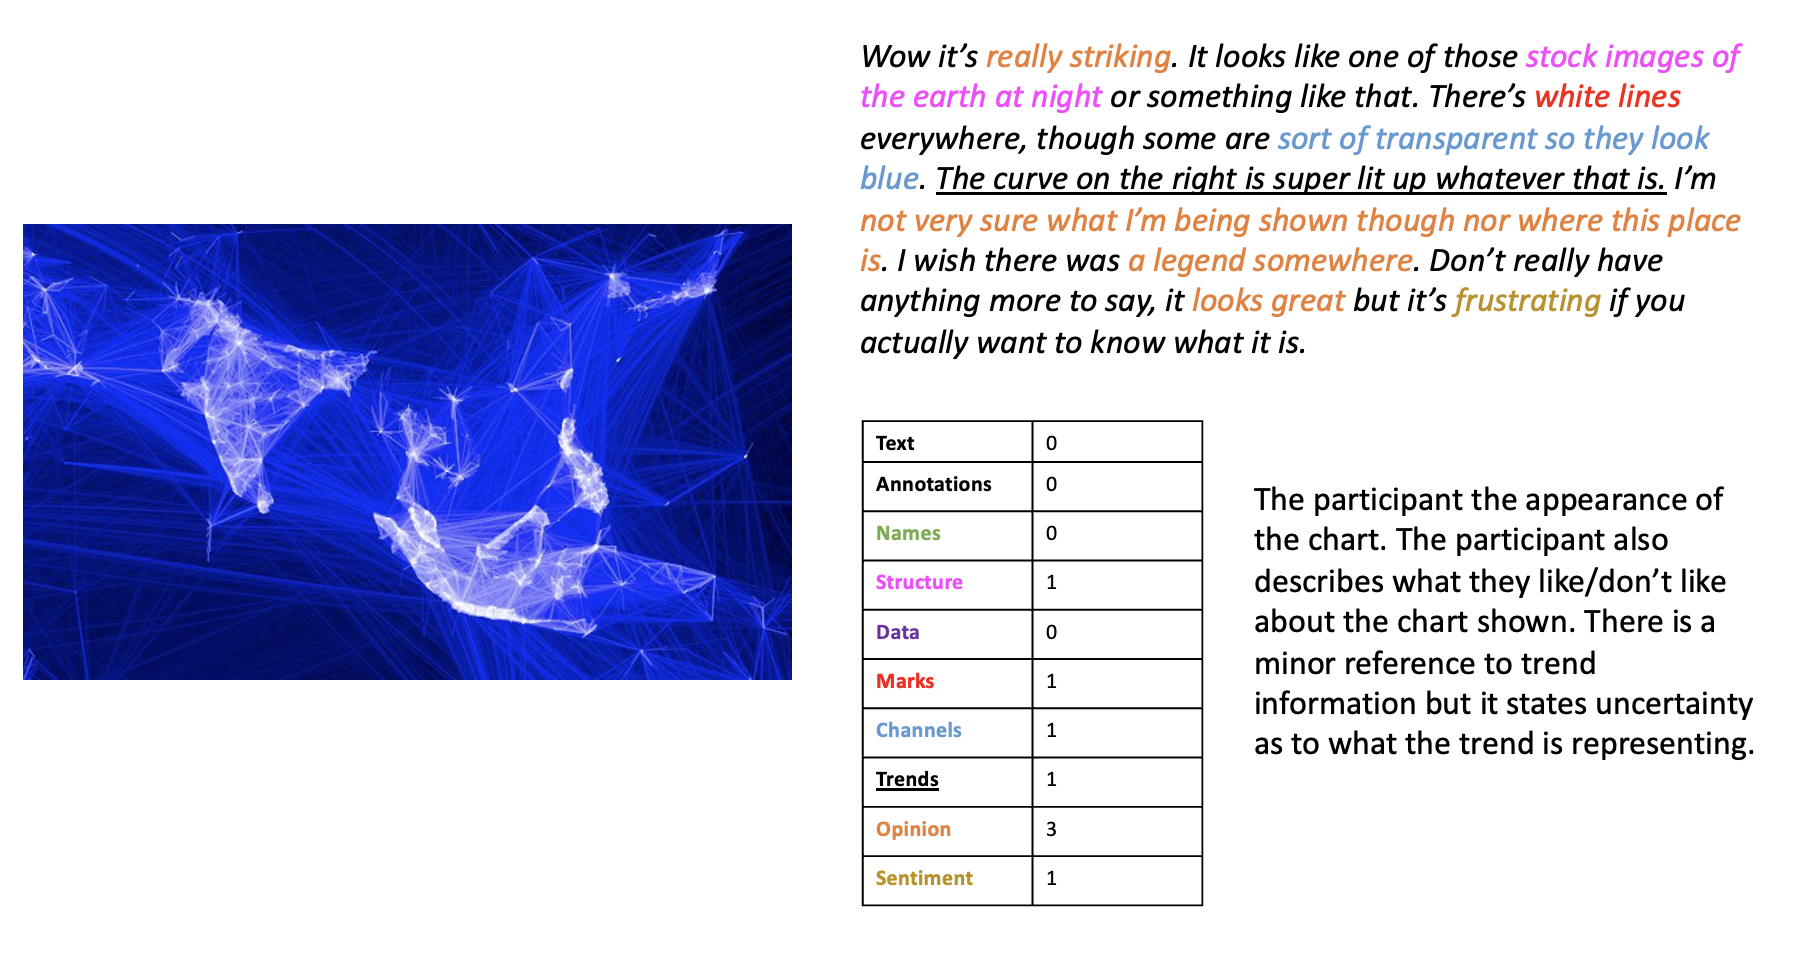 Wow it’s really striking. It looks like one of those stock images of
the earth at night or something like that. There’s white lines
everywhere, though some are sort of transparent so they look
blue. The curve on the right is super lit up whatever that is. I’m
not very sure what I’m being shown though nor where this place
is. I wish there was a legend somewhere. Don’t really have
anything more to say, it looks great but it’s frustrating if you
actually want to know what it is.
Text 0
Annotations 0
Names 0
Structure 1
Data 0
Marks 1
Channels 1
Trends 1
Opinion 3
Sentiment 1
The participant the appearance of
the chart. The participant also
describes what they like/don’t like
about the chart shown. There is a
minor reference to trend
information but it states uncertainty
as to what the trend is representing.